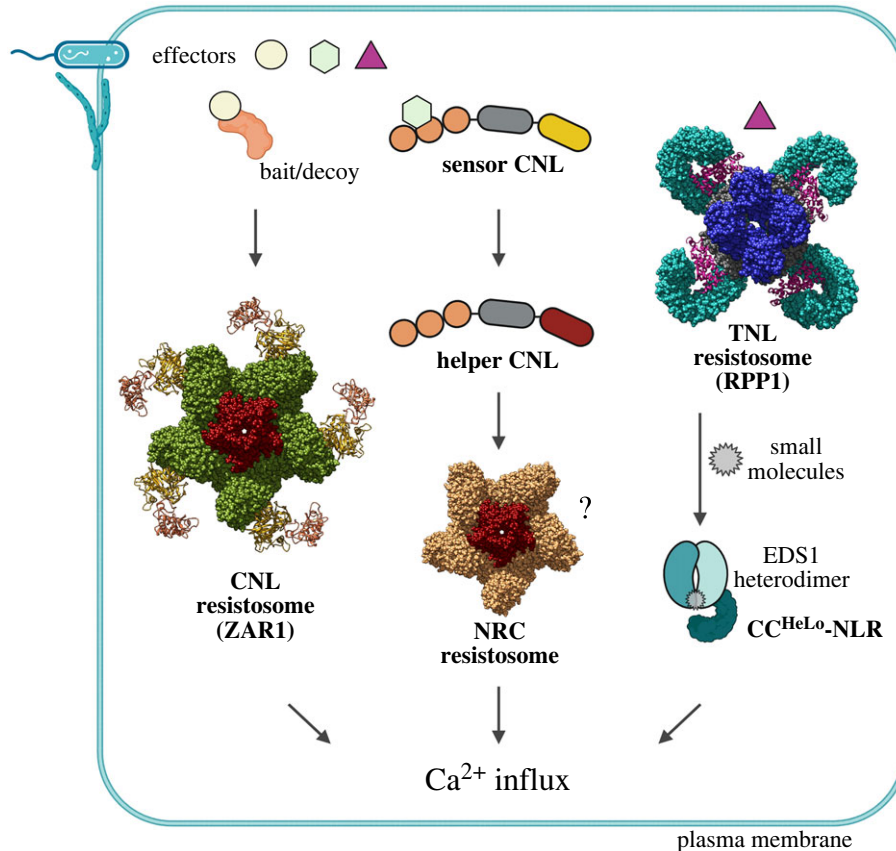 effectors
bait/decoy
sensor CNL
helper CNL
TNL
resistosome
(RPP1)
small
molecules
?
EDS1
heterodimer
CC^HeLo-NLR
CNL
resistosome
(ZAR1)
NRC
resistosome
Ca²⁺ influx
plasma membrane